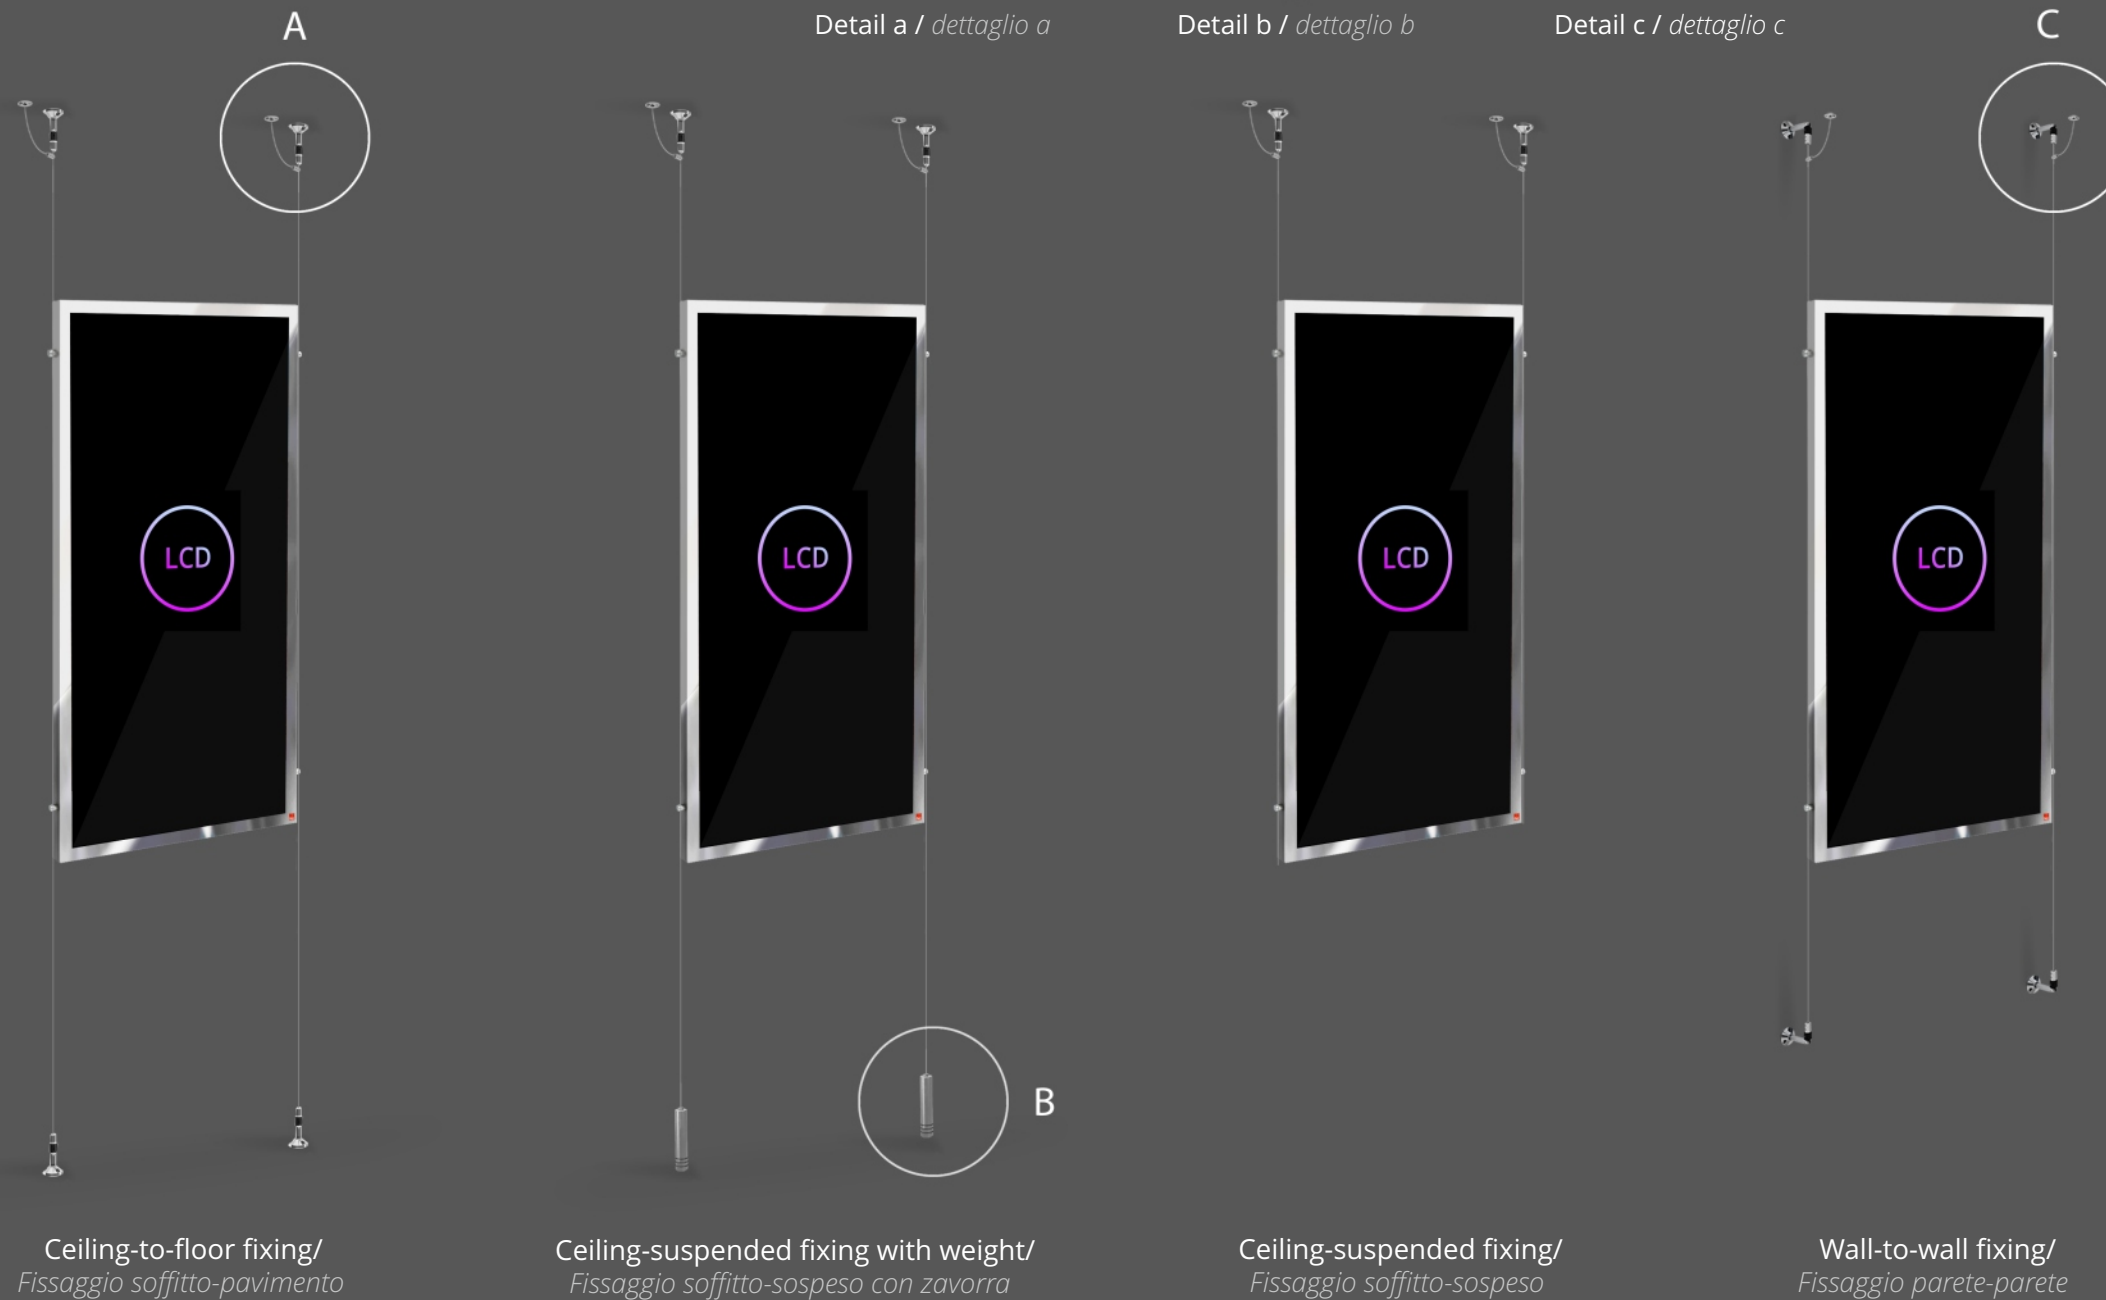 A
Detail a / dettaglio a
Detail b / dettaglio b
Detail c / dettaglio c
C
LCD
LCD
LCD
LCD
B
Ceiling-to-floor fixing/
Fissaggio soffitto-pavimento
Ceiling-suspended fixing with weight/
Fissaggio soffitto-sospeso con zavorra
Ceiling-suspended fixing/
Fissaggio soffitto-sospeso
Wall-to-wall fixing/
Fissaggio parete-parete